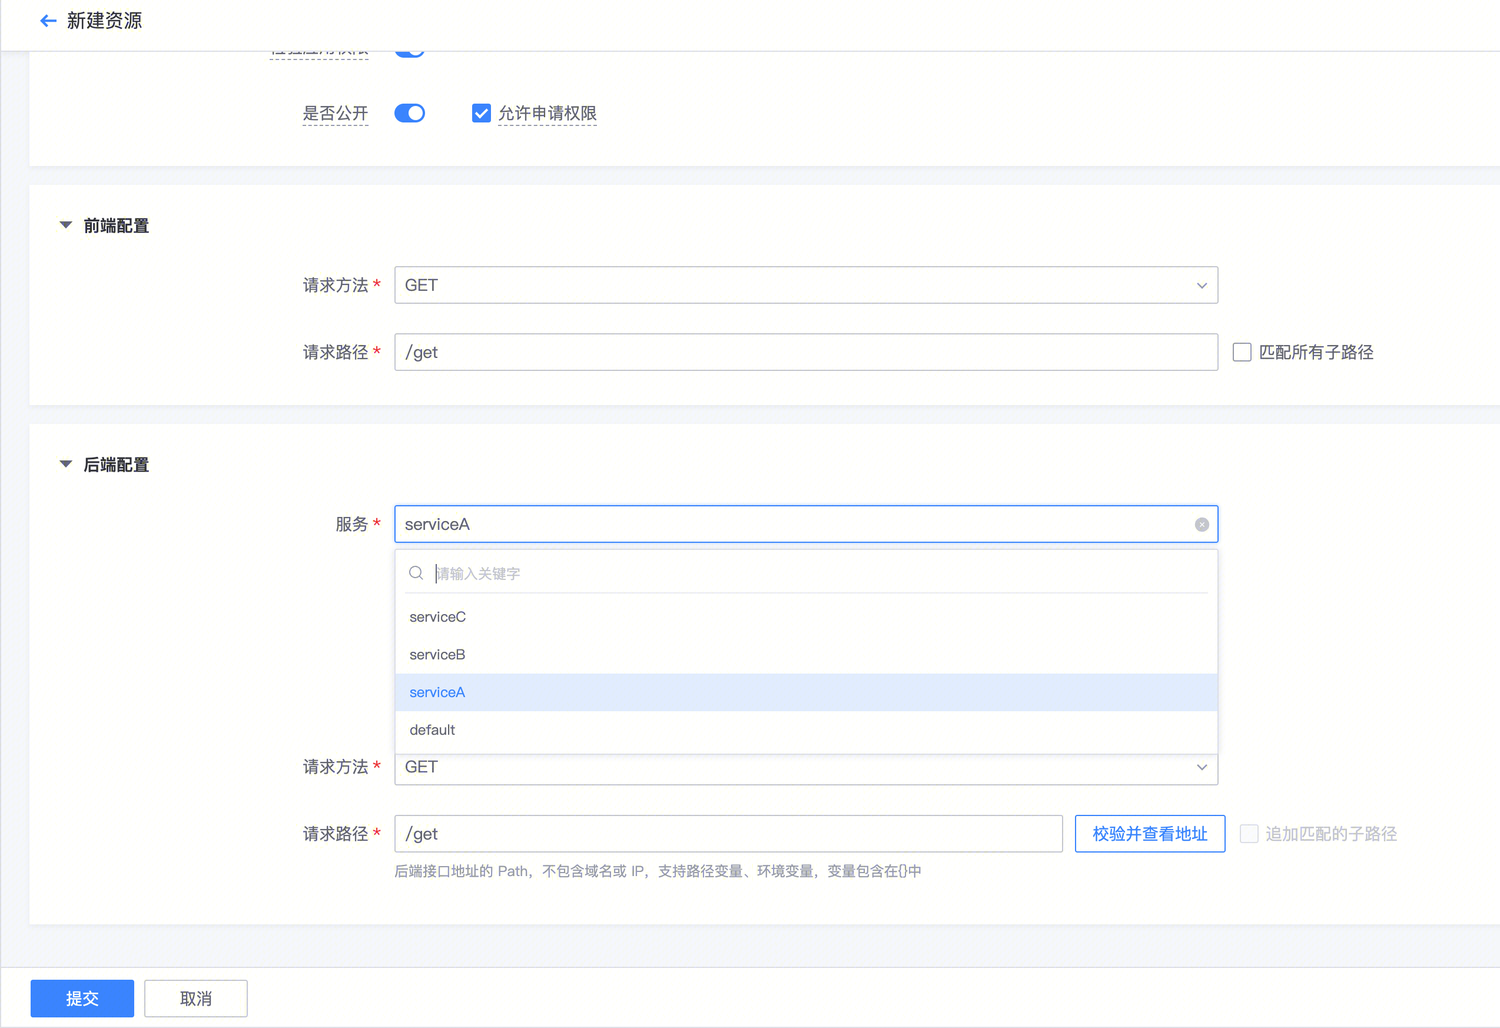 新建资源
是否公开 允许申请权限
前端配置
请求方法 * GET
请求路径 * /get 匹配所有子路径
后端配置
服务 * serviceA
请输入关键字
serviceC
serviceB
serviceA
default
请求方法 * GET
请求路径 * /get 校验并查看地址 追加匹配的子路径
后端接口地址的 Path，不包含域名或 IP，支持路径变量、环境变量，变量包含在{}中
提交 取消